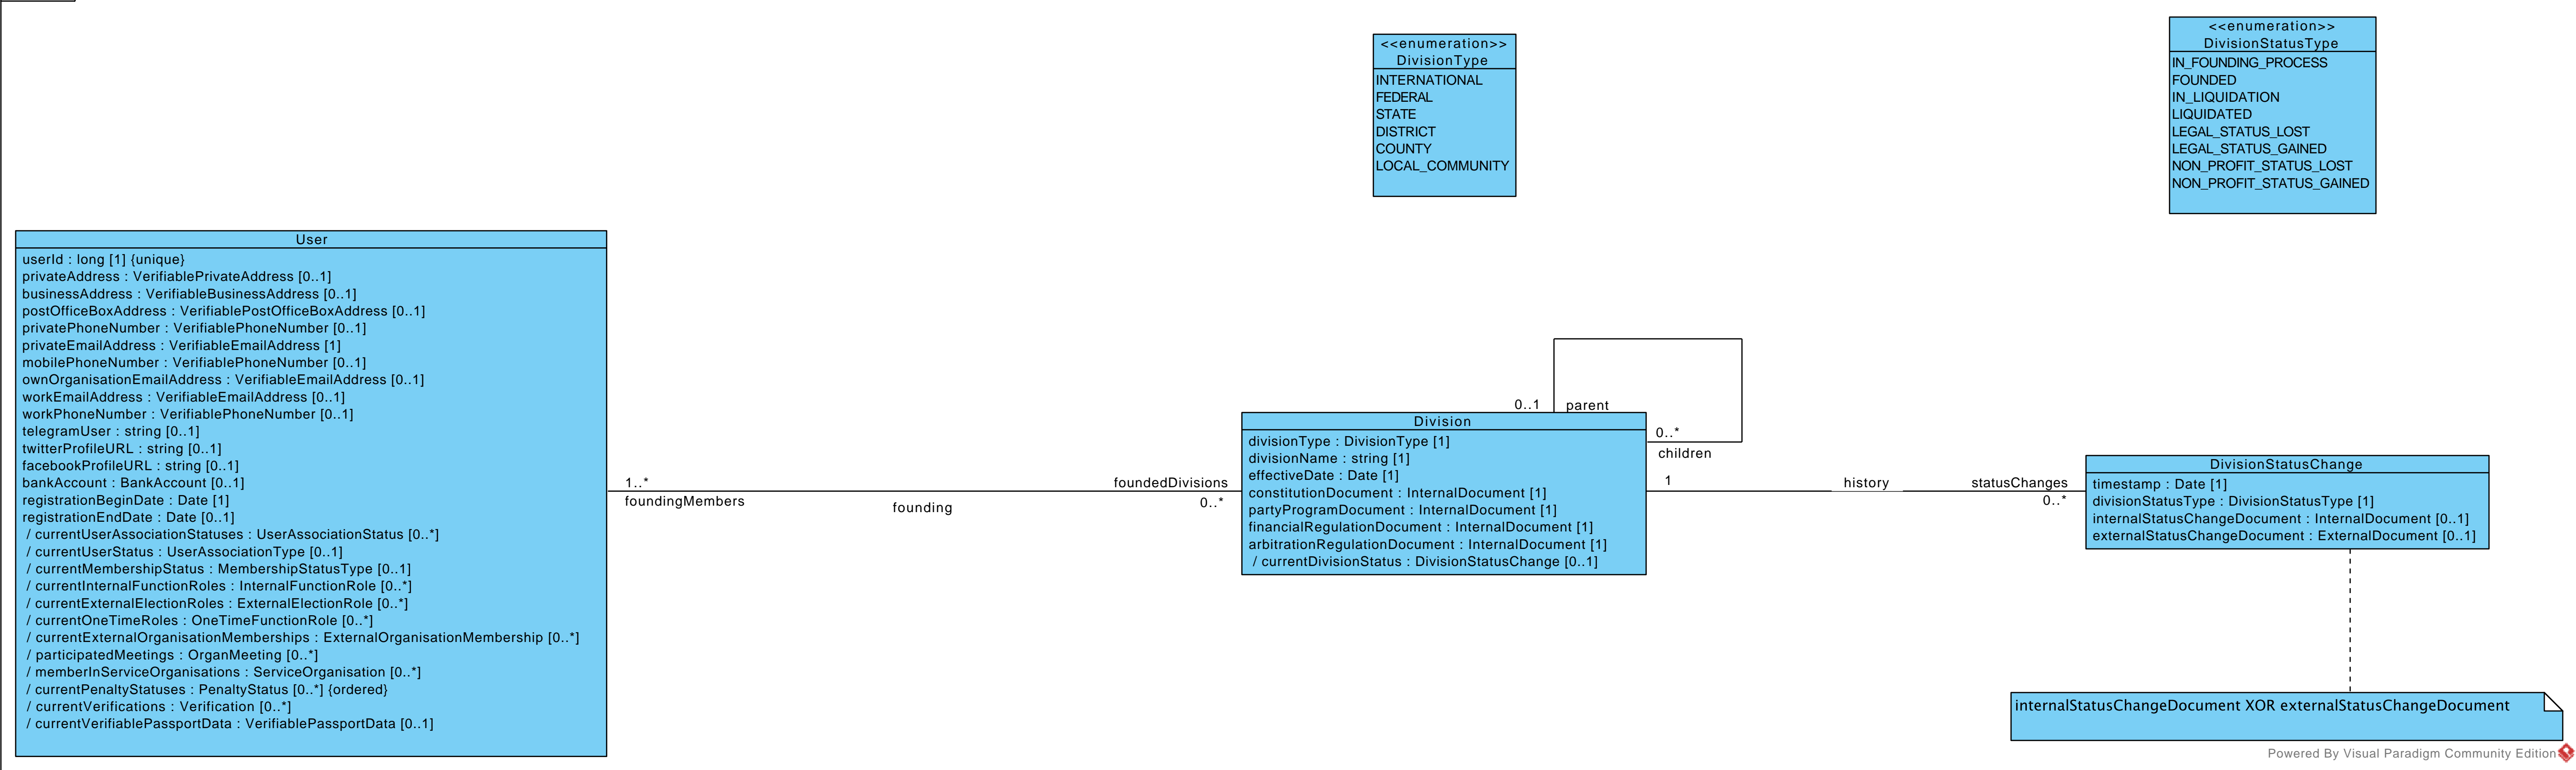 <<enumeration>>
DivisionType
INTERNATIONAL
FEDERAL
STATE
DISTRICT
COUNTY
LOCAL_COMMUNITY
<<enumeration>>
DivisionStatusType
IN_FOUNDING_PROCESS
FOUNDED
IN_LIQUIDATION
LIQUIDATED
LEGAL_STATUS_LOST
LEGAL_STATUS_GAINED
NON_PROFIT_STATUS_LOST
NON_PROFIT_STATUS_GAINED
User
userId : long [1] {unique}
privateAddress : VerifiablePrivateAddress [0..1]
businessAddress : VerifiableBusinessAddress [0..1]
postOfficeBoxAddress : VerifiablePostOfficeBoxAddress [0..1]
privatePhoneNumber : VerifiablePhoneNumber [0..1]
privateEmailAddress : VerifiableEmailAddress [1]
mobilePhoneNumber : VerifiablePhoneNumber [0..1]
ownOrganisationEmailAddress : VerifiableEmailAddress [0..1]
workEmailAddress : VerifiableEmailAddress [0..1]
workPhoneNumber : VerifiablePhoneNumber [0..1]
telegramUser : string [0..1]
twitterProfileURL : string [0..1]
facebookProfileURL : string [0..1]
bankAccount : BankAccount [0..1]
registrationBeginDate : Date [1]
registrationEndDate : Date [0..1]
/ currentUserAssociationStatuses : UserAssociationStatus [0..*]
/ currentUserStatus : UserAssociationType [0..1]
/ currentMembershipStatus : MembershipStatusType [0..1]
/ currentInternalFunctionRoles : InternalFunctionRole [0..*]
/ currentExternalElectionRoles : ExternalElectionRole [0..*]
/ currentOneTimeRoles : OneTimeFunctionRole [0..*]
/ currentExternalOrganisationMemberships : ExternalOrganisationMembership [0..*]
/ participatedMeetings : OrganMeeting [0..*]
/ memberInServiceOrganisations : ServiceOrganisation [0..*]
/ currentPenaltyStatuses : PenaltyStatus [0..*] {ordered}
/ currentVerifications : Verification [0..*]
/ currentVerifiablePassportData : VerifiablePassportData [0..1]
1..*
foundingMembers
founding
foundedDivisions
0..*
0..1
parent
0..*
children
Division
divisionType : DivisionType [1]
divisionName : string [1]
effectiveDate : Date [1]
constitutionDocument : InternalDocument [1]
partyProgramDocument : InternalDocument [1]
financialRegulationDocument : InternalDocument [1]
arbitrationRegulationDocument : InternalDocument [1]
/ currentDivisionStatus : DivisionStatusChange [0..1]
1
history
statusChanges
0..*
DivisionStatusChange
timestamp : Date [1]
divisionStatusType : DivisionStatusType [1]
internalStatusChangeDocument : InternalDocument [0..1]
externalStatusChangeDocument : ExternalDocument [0..1]
internalStatusChangeDocument XOR externalStatusChangeDocument
Powered By Visual Paradigm Community Edition